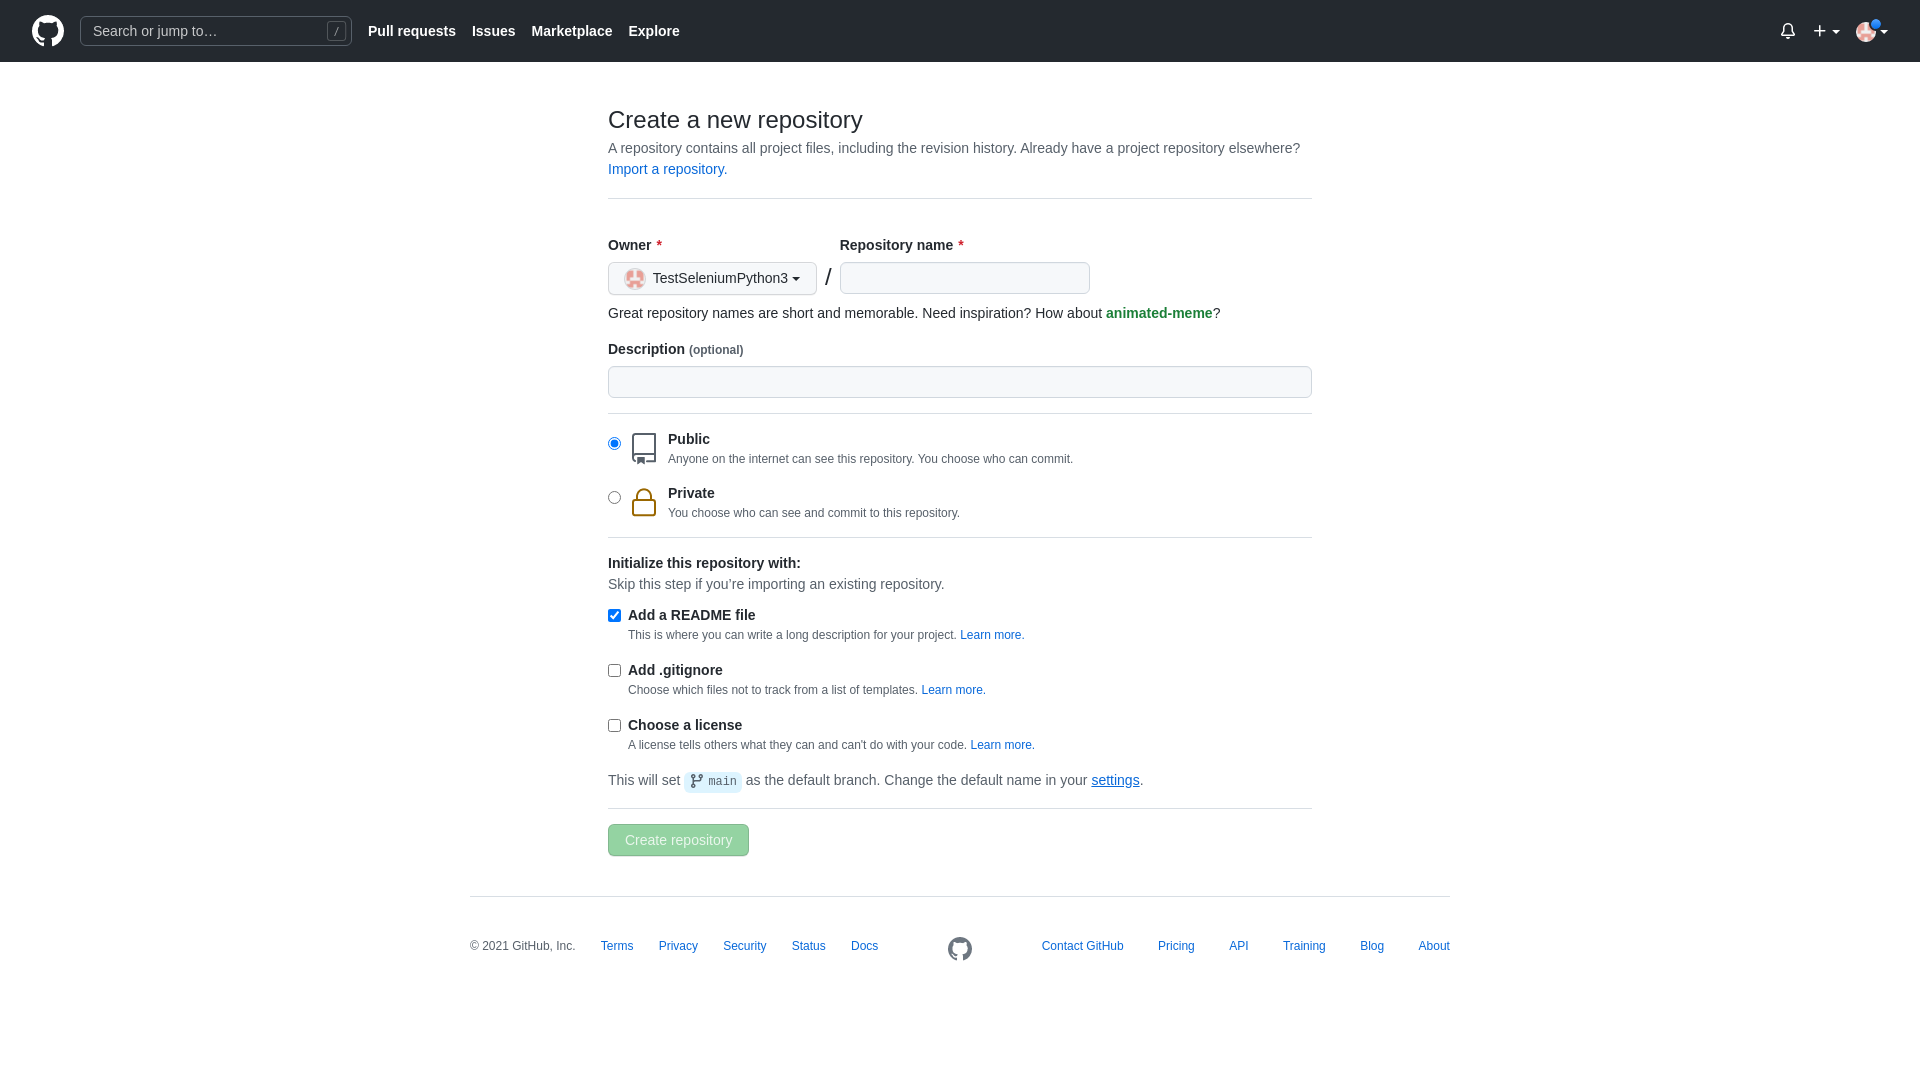 Search or jump to… /
Pull requests Issues Marketplace Explore
Create a new repository
A repository contains all project files, including the revision history. Already have a project repository elsewhere?
Import a repository.
Owner * Repository name *
TestSeleniumPython3 /
Great repository names are short and memorable. Need inspiration? How about animated-meme?
Description (optional)
Public
Anyone on the internet can see this repository. You choose who can commit.
Private
You choose who can see and commit to this repository.
Initialize this repository with:
Skip this step if you’re importing an existing repository.
Add a README file
This is where you can write a long description for your project. Learn more.
Add .gitignore
Choose which files not to track from a list of templates. Learn more.
Choose a license
A license tells others what they can and can't do with your code. Learn more.
This will set main as the default branch. Change the default name in your settings.
Create repository
© 2021 GitHub, Inc. Terms Privacy Security Status Docs Contact GitHub Pricing API Training Blog About